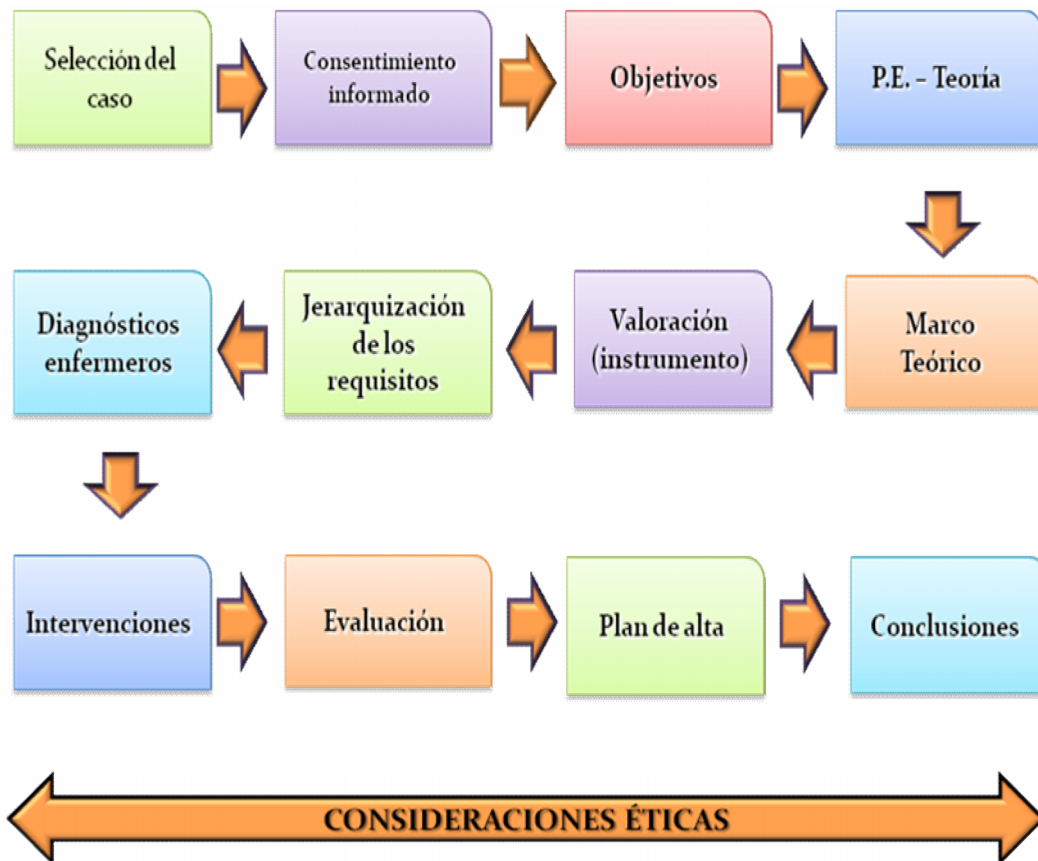 Selección del
caso
Consentimiento
informado
Objetivos
P.E. – Teoría
Marco
Teórico
Valoración
(instrumento)
Jerarquización
de los
requisitos
Diagnósticos
enfermeros
Intervenciones
Evaluación
Plan de alta
Conclusiones
CONSIDERACIONES ÉTICAS